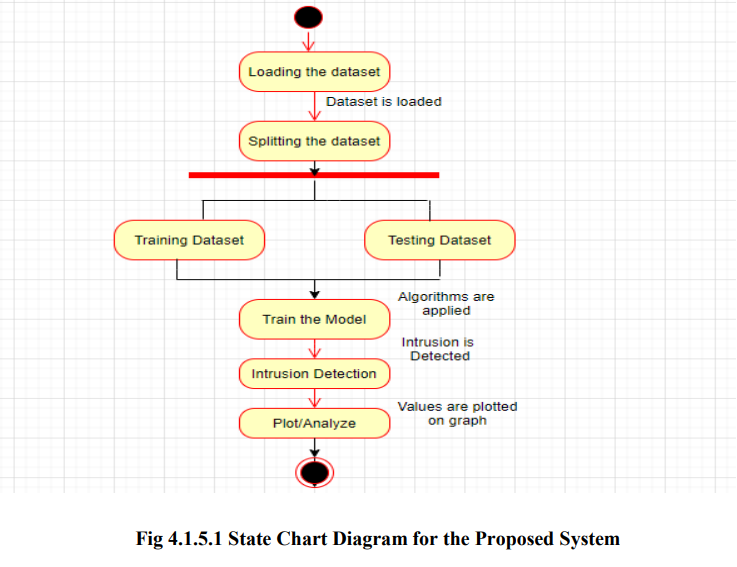 Loading the dataset
Dataset is loaded
Splitting the dataset
Training Dataset
Testing Dataset
Algorithms are
applied
Train the Model
Intrusion is
Detected
Intrusion Detection
Values are plotted
on graph
Plot/Analyze
Fig 4.1.5.1 State Chart Diagram for the Proposed System